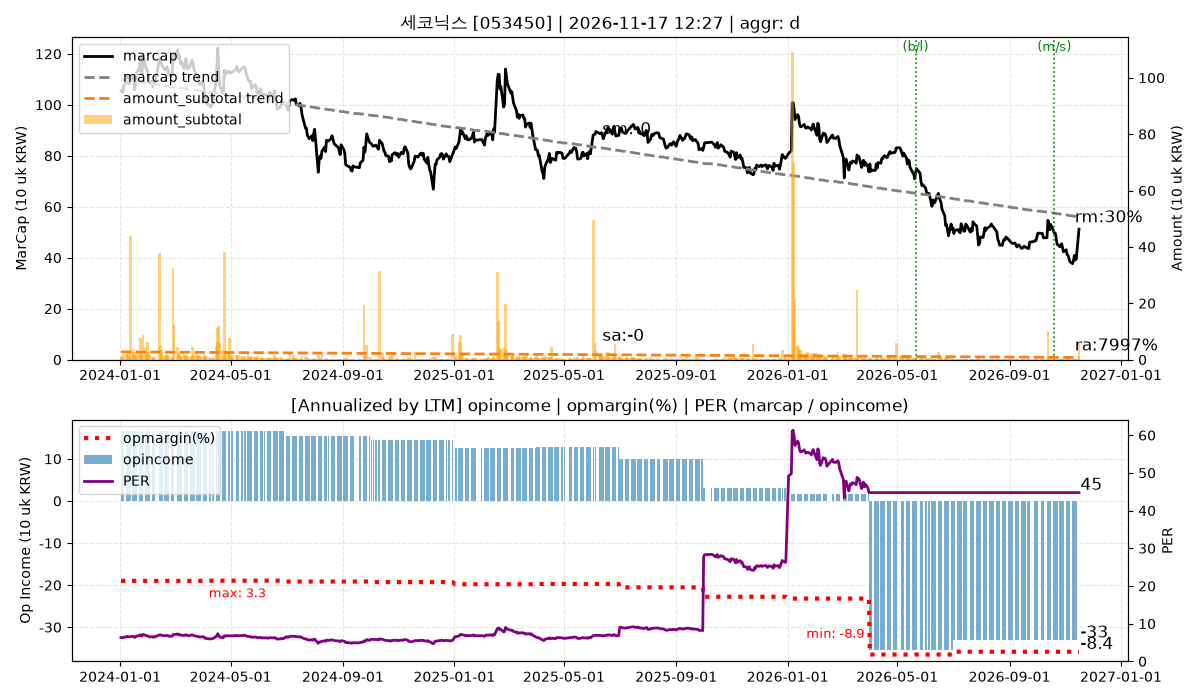 세코닉스 [053450] | 2026-11-17 12:27 | aggr: d
120
100
80
60
40
20
0
MarCap (10 uk KRW)
marcap
marcap trend
amount_subtotal trend
amount_subtotal
(b/l)
(m/s)
sm:-0
rm:30%
sa:-0
ra:7997%
100
80
60
40
20
0
Amount (10 uk KRW)
2024-01-01
2024-05-01
2024-09-01
2025-01-01
2025-05-01
2025-09-01
2026-01-01
2026-05-01
2026-09-01
2027-01-01
[Annualized by LTM] opincome | opmargin(%) | PER (marcap / opincome)
10
0
-10
-20
-30
Op Income (10 uk KRW)
opmargin(%)
opincome
PER
max: 3.3
min: -8.9
45
-33
-8.4
60
50
40
30
20
10
0
PER
2024-01-01
2024-05-01
2024-09-01
2025-01-01
2025-05-01
2025-09-01
2026-01-01
2026-05-01
2026-09-01
2027-01-01